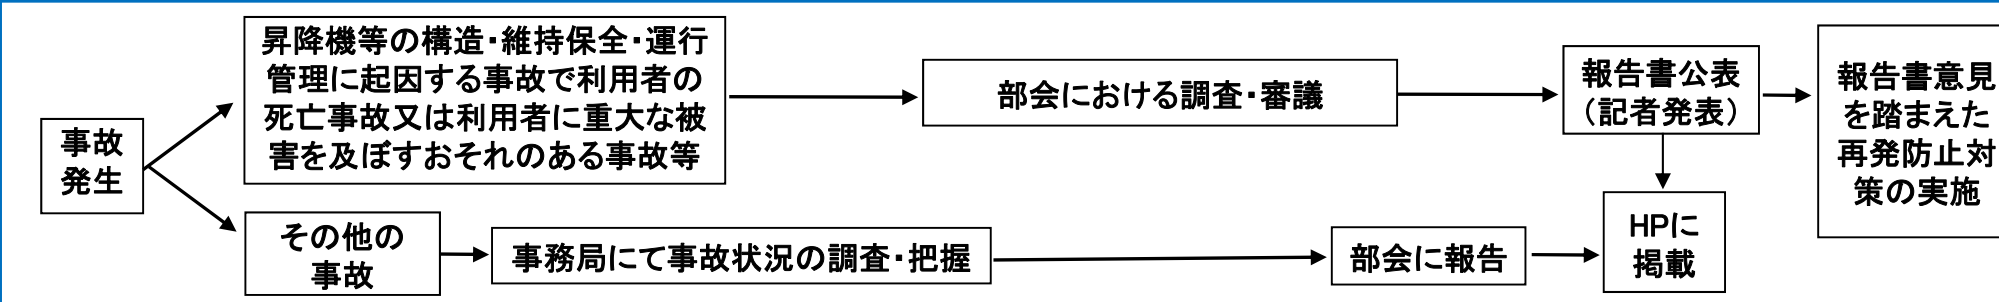 事故
発生
昇降機等の構造・維持保全・運行
管理に起因する事故で利用者の
死亡事故又は利用者に重大な被
害を及ぼすおそれのある事故等
部会における調査・審議
報告書公表
（記者発表）
報告書意見
を踏まえた
再発防止対
策の実施
その他の
事故
事務局にて事故状況の調査・把握
部会に報告
HPに
掲載